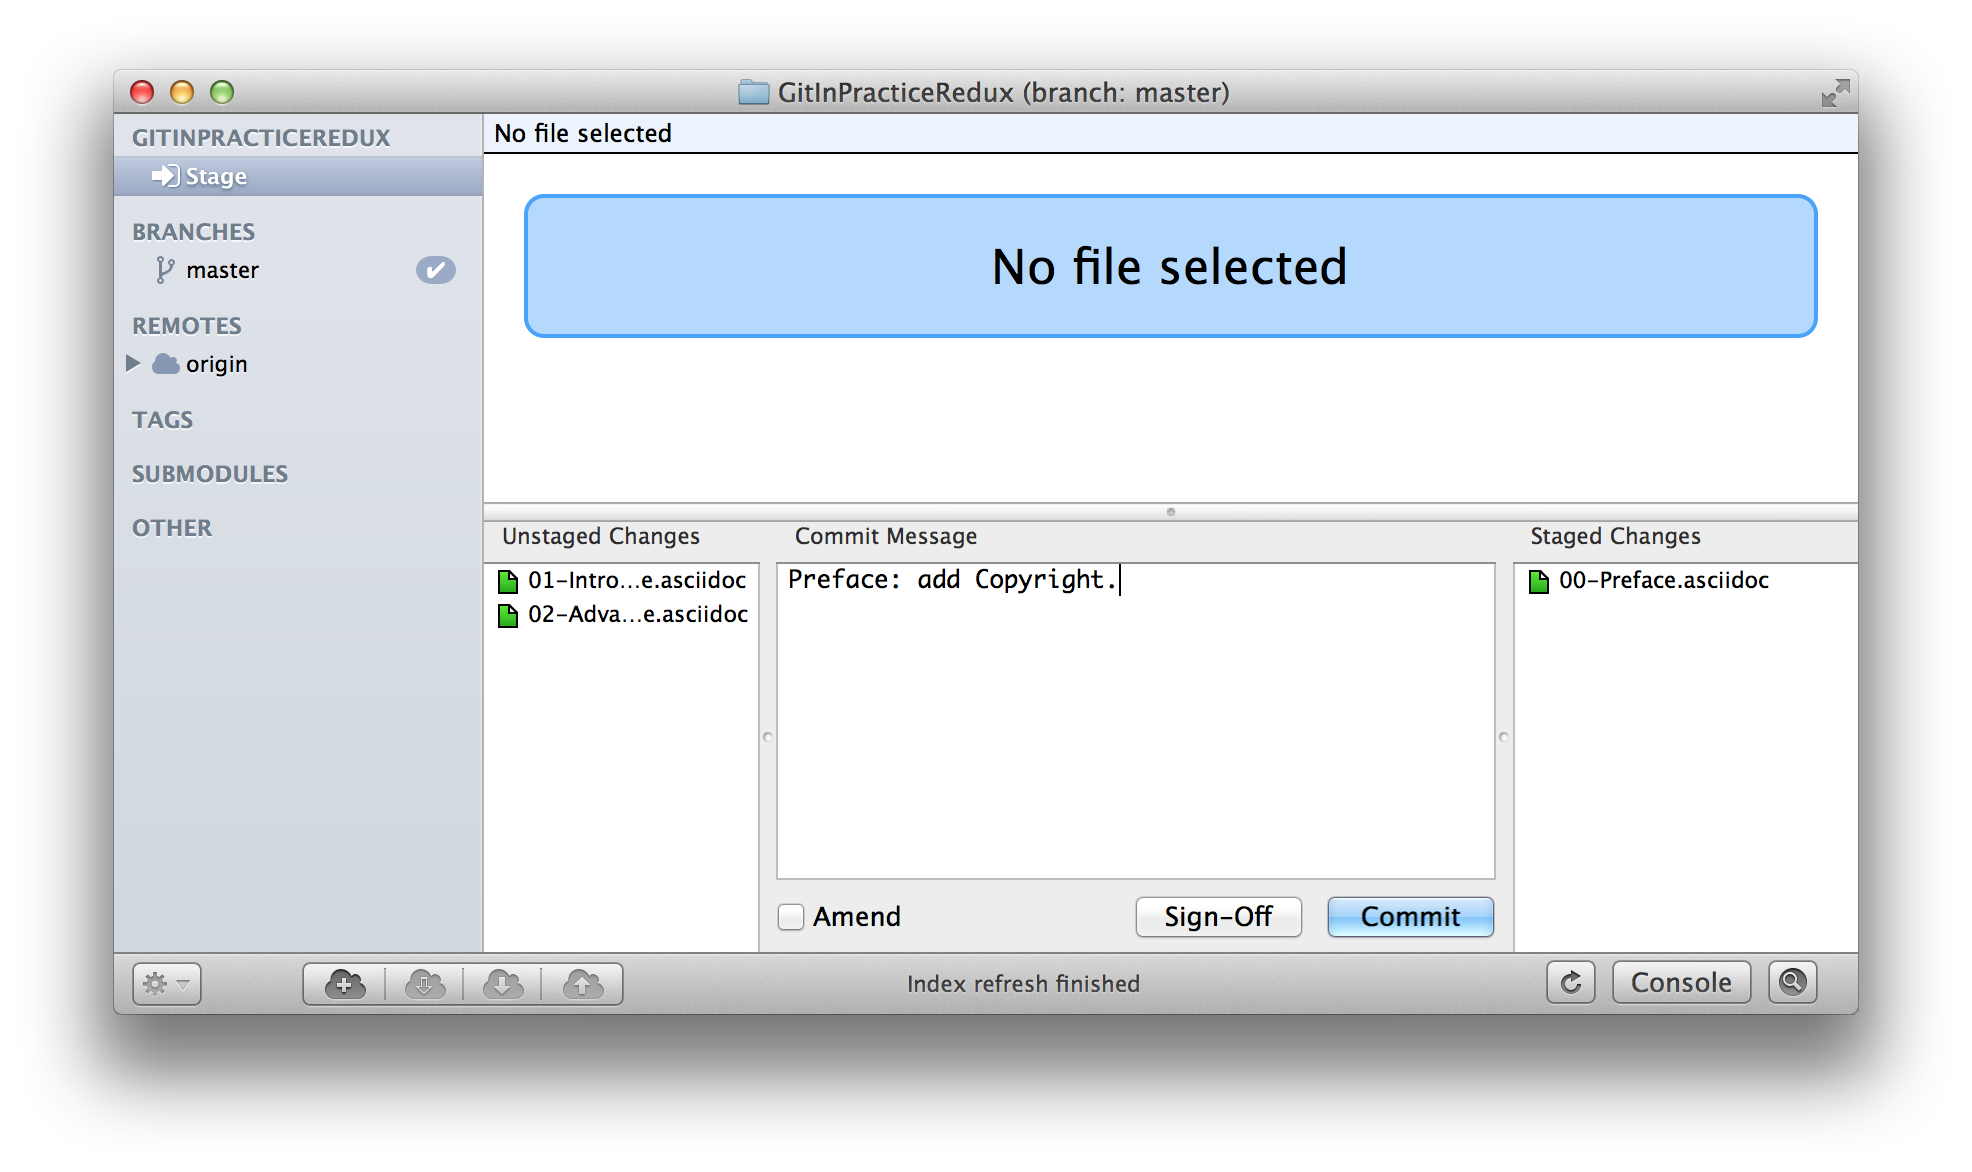 GitInPracticeRedux (branch: master)
GITINPRACTICEREDUX
Stage
BRANCHES
master
REMOTES
origin
TAGS
SUBMODULES
OTHER
No file selected
No file selected
Unstaged Changes
01-Intro...e.asciidoc
02-Adva...e.asciidoc
Commit Message
Preface: add Copyright.
Amend
Sign-Off
Commit
Staged Changes
00-Preface.asciidoc
Index refresh finished
Console